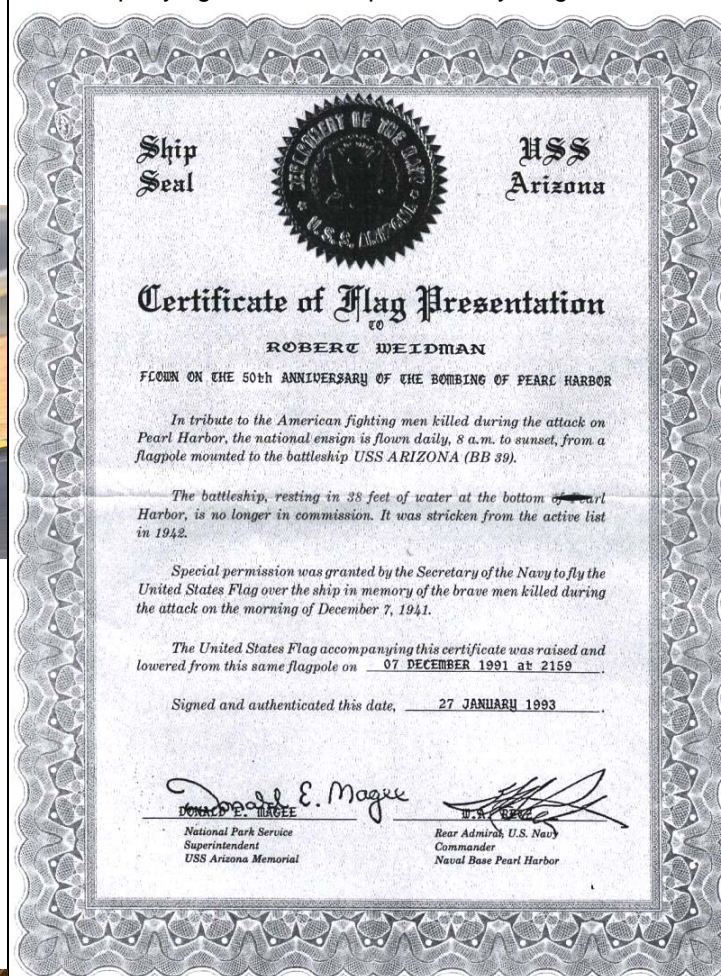 Ship
Seal
USS
Arizona
DEPARTMENT OF THE NAVY
U.S.S. ARIZONA
Certificate of Flag Presentation
TO
ROBERT WEIDMAN
FLOWN ON THE 50th ANNIVERSARY OF THE BOMBING OF PEARL HARBOR
In tribute to the American fighting men killed during the attack on
Pearl Harbor, the national ensign is flown daily, 8 a.m. to sunset, from a
flagpole mounted to the battleship USS ARIZONA (BB 39).
The battleship, resting in 38 feet of water at the bottom of Pearl
Harbor, is no longer in commission. It was stricken from the active list
in 1942.
Special permission was granted by the Secretary of the Navy to fly the
United States Flag over the ship in memory of the brave men killed during
the attack on the morning of December 7, 1941.
The United States Flag accompanying this certificate was raised and
lowered from this same flagpole on 07 DECEMBER 1991 at 2159.
Signed and authenticated this date, 27 JANUARY 1993.
Donald E. Magee
DONALD E. MAGEE
National Park Service
Superintendent
USS Arizona Memorial
W.A.
Rear Admiral, U.S. Navy
Commander
Naval Base Pearl Harbor